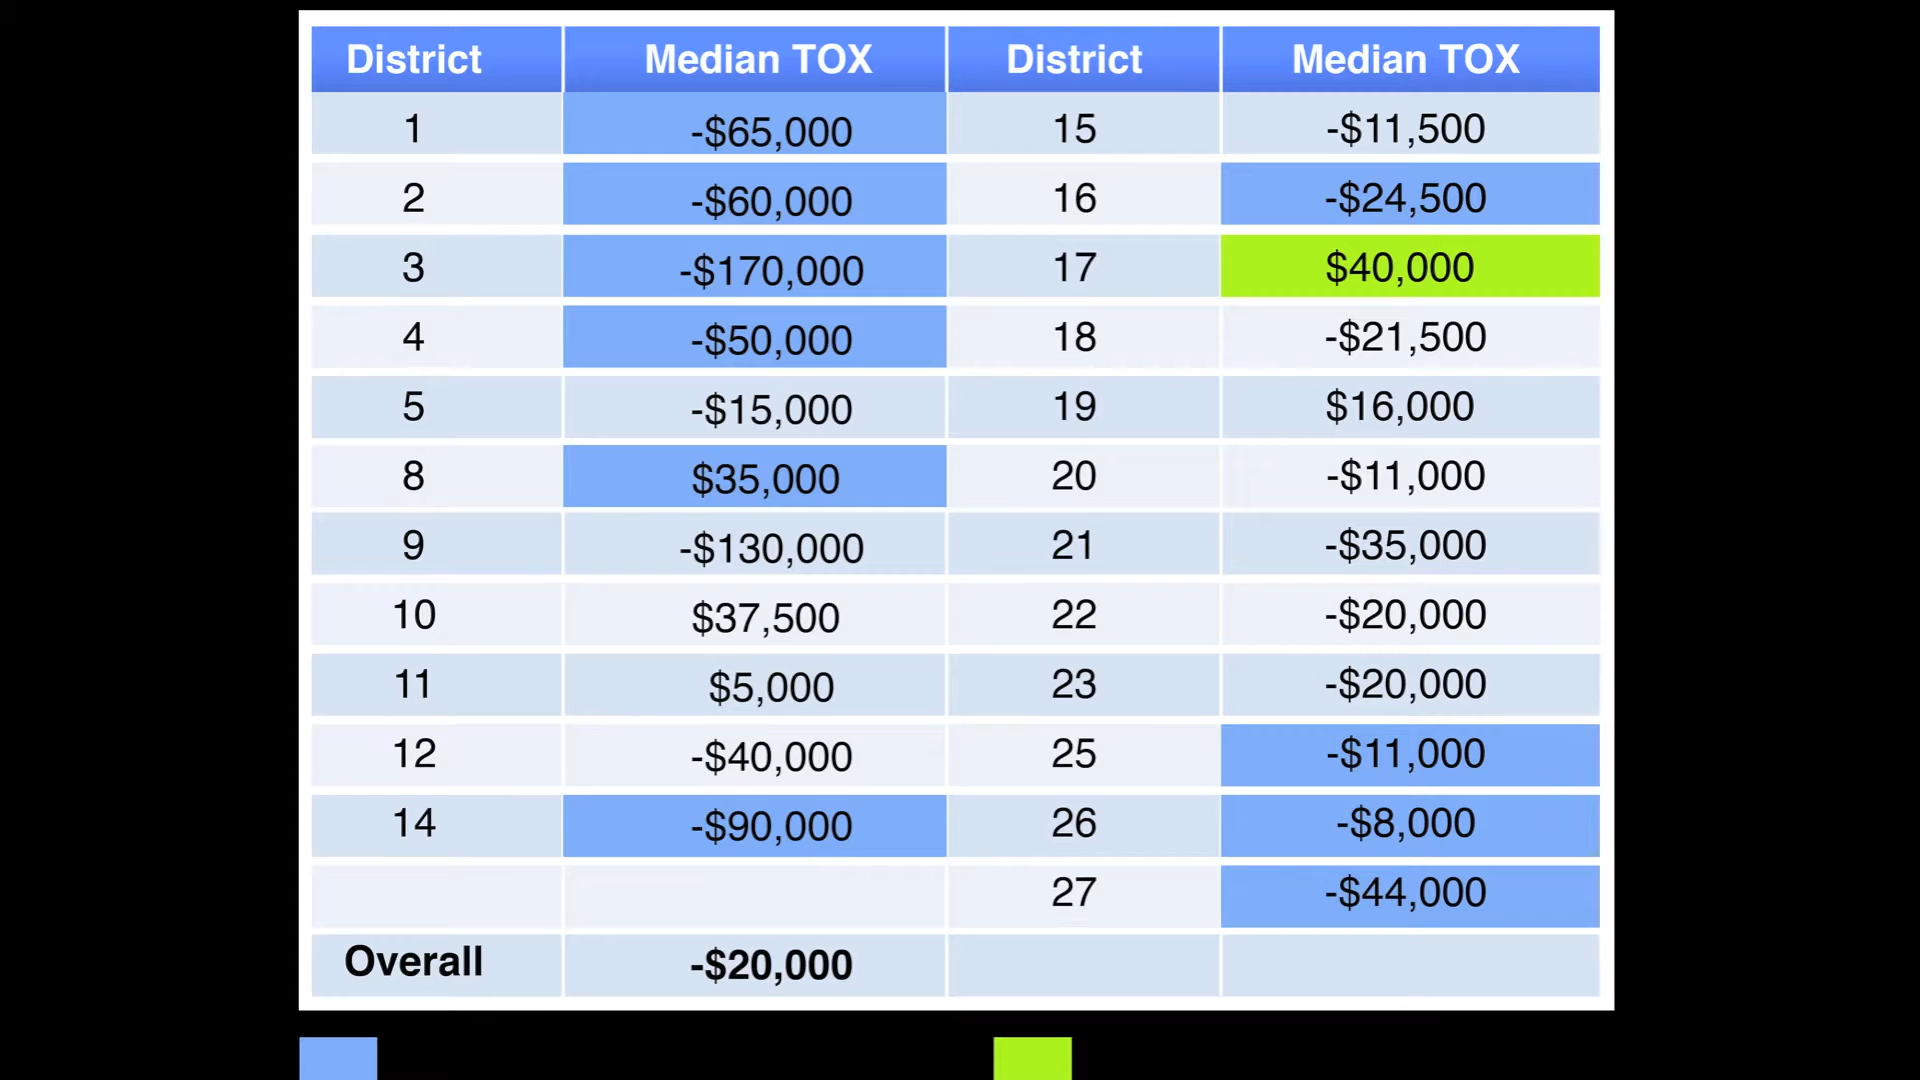 District Median TOX District Median TOX
1 -$65,000 15 -$11,500
2 -$60,000 16 -$24,500
3 -$170,000 17 $40,000
4 -$50,000 18 -$21,500
5 -$15,000 19 $16,000
8 $35,000 20 -$11,000
9 -$130,000 21 -$35,000
10 $37,500 22 -$20,000
11 $5,000 23 -$20,000
12 -$40,000 25 -$11,000
14 -$90,000 26 -$8,000
27 -$44,000
Overall -$20,000